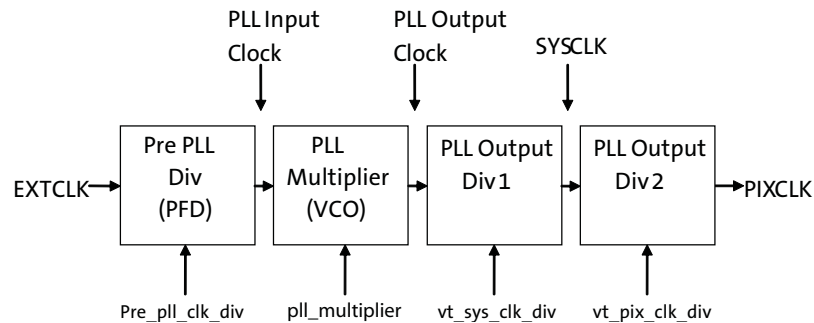 PLL Input
Clock
PLL Output
Clock
SYSCLK
EXTCLK
Pre PLL
Div
(PFD)
PLL
Multiplier
(VCO)
PLL Output
Div 1
PLL Output
Div 2
PIXCLK
Pre_pll_clk_div
pll_multiplier
vt_sys_clk_div
vt_pix_clk_div